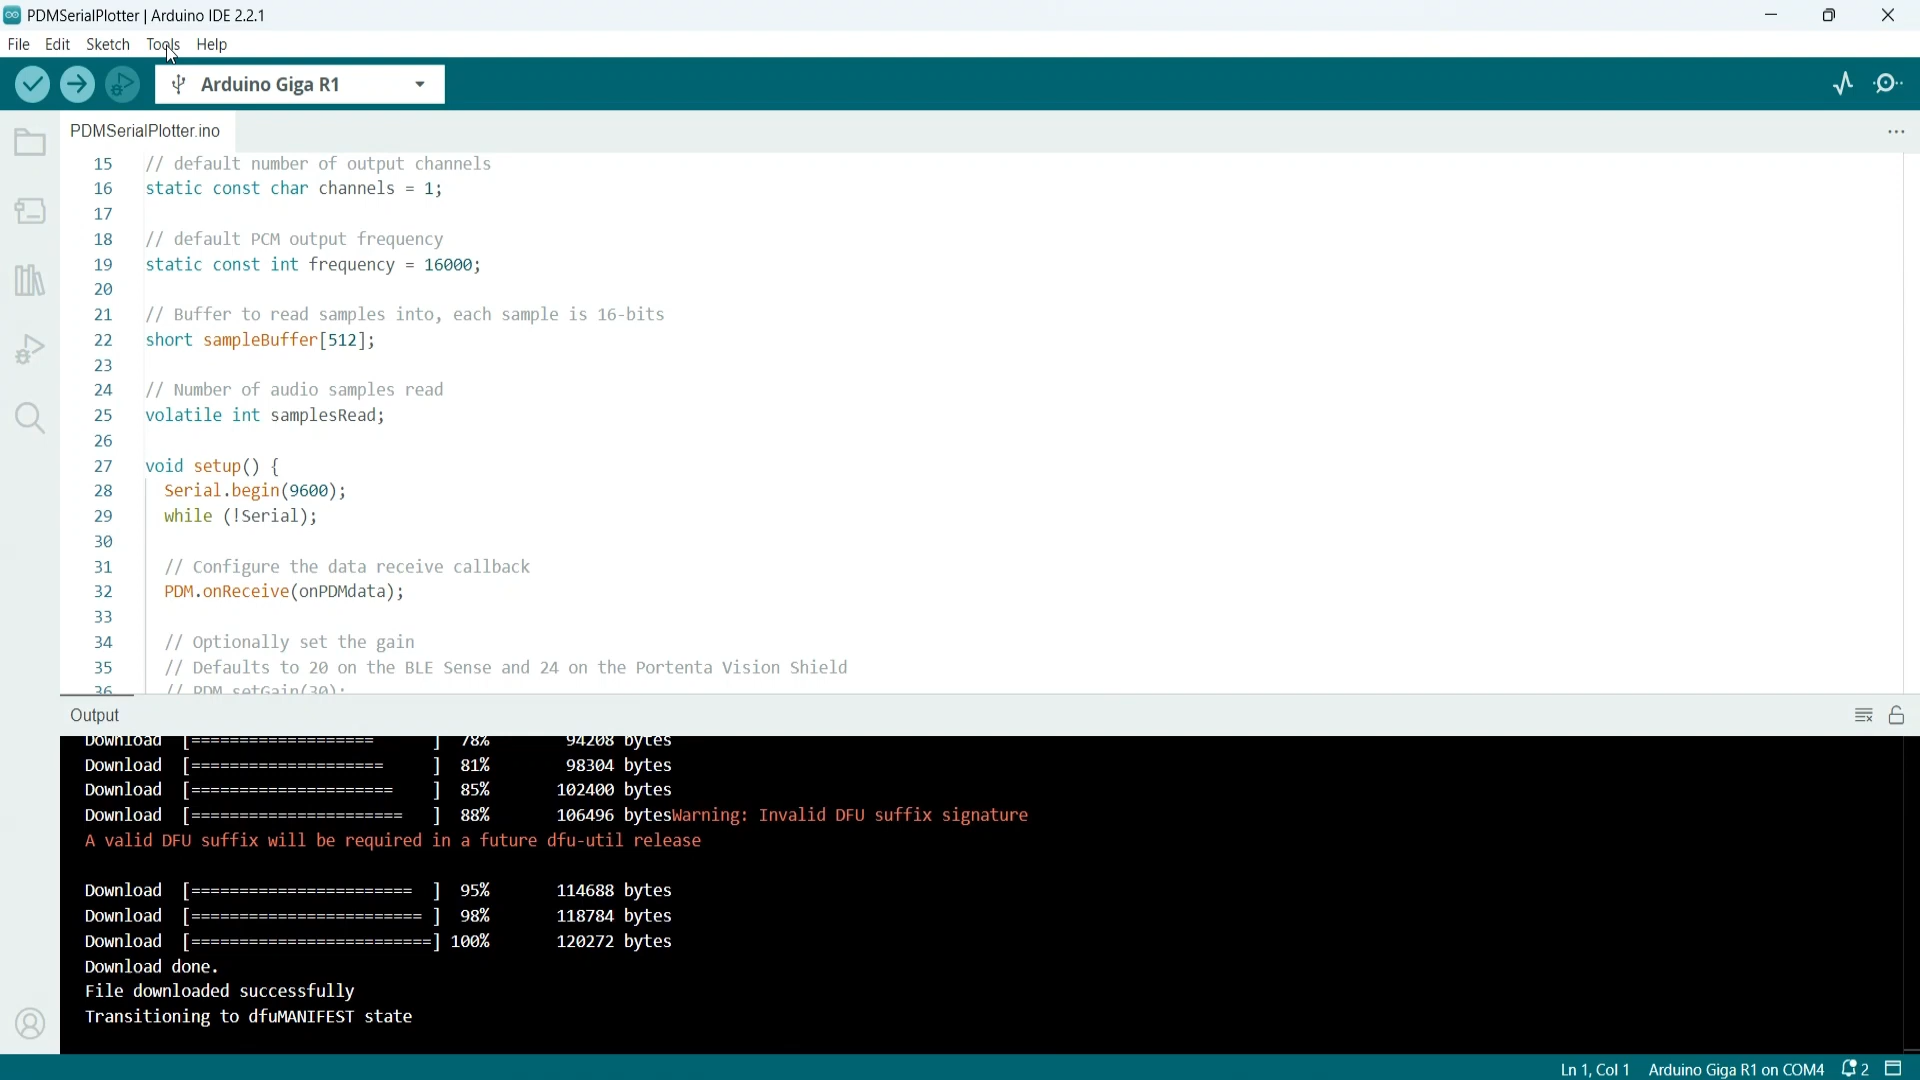 PDMSerialPlotter | Arduino IDE 2.2.1
File Edit Sketch Tools Help
Arduino Giga R1
PDMSerialPlotter.ino
15 // default number of output channels
16 static const char channels = 1;
17
18 // default PCM output frequency
19 static const int frequency = 16000;
20
21 // Buffer to read samples into, each sample is 16-bits
22 short sampleBuffer[512];
23
24 // Number of audio samples read
25 volatile int samplesRead;
26
27 void setup() {
28 Serial.begin(9600);
29 while (!Serial);
30
31 // Configure the data receive callback
32 PDM.onReceive(onPDMdata);
33
34 // Optionally set the gain
35 // Defaults to 20 on the BLE Sense and 24 on the Portenta Vision Shield
36 // PDM.setGain(30);
Output
Download [=================== ] 78% 94208 bytes
Download [==================== ] 81% 98304 bytes
Download [===================== ] 85% 102400 bytes
Download [====================== ] 88% 106496 bytesWarning: Invalid DFU suffix signature
A valid DFU suffix will be required in a future dfu-util release
Download [======================= ] 95% 114688 bytes
Download [======================== ] 98% 118784 bytes
Download [=========================] 100% 120272 bytes
Download done.
File downloaded successfully
Transitioning to dfuMANIFEST state
Ln 1, Col 1 Arduino Giga R1 on COM4 2